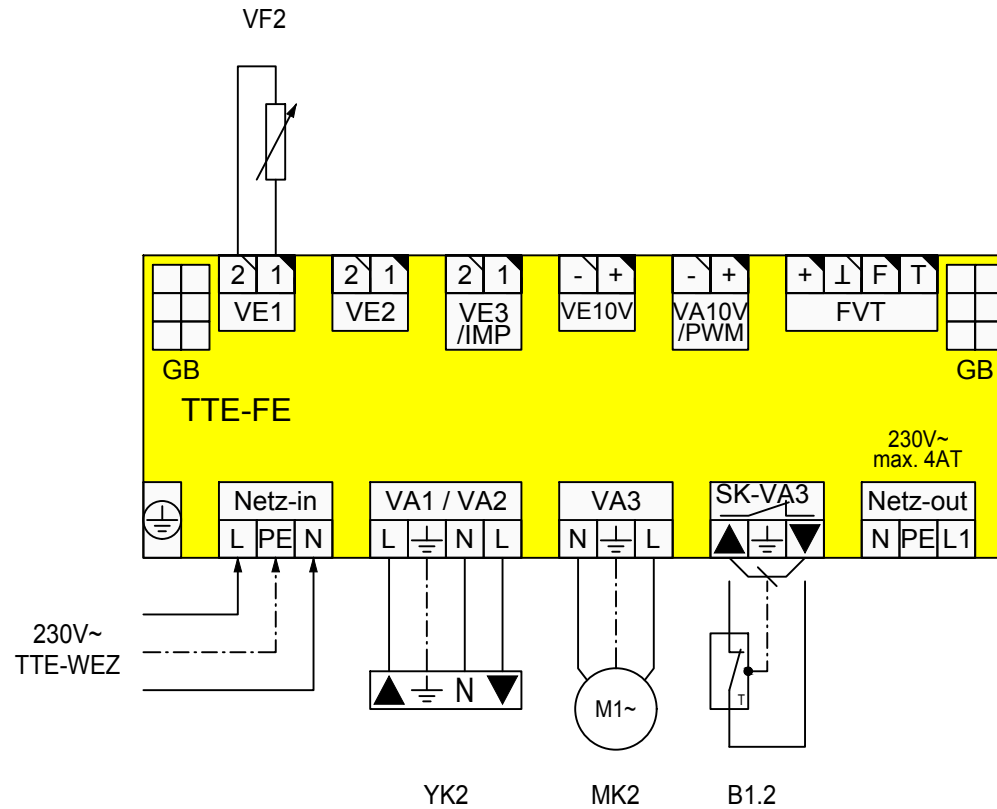 VF2
2 1 2 1 2 1 - + - + + ⊥ F T
VE1 VE2 VE3 VE10V VA10V FVT
/IMP /PWM
GB GB
TTE-FE
230V~
max. 4AT
Netz-in VA1 / VA2 VA3 SK-VA3 Netz-out
L PE N L N L N L N PE L1
230V~
TTE-WEZ
N
M1~
T
YK2 MK2 B1.2